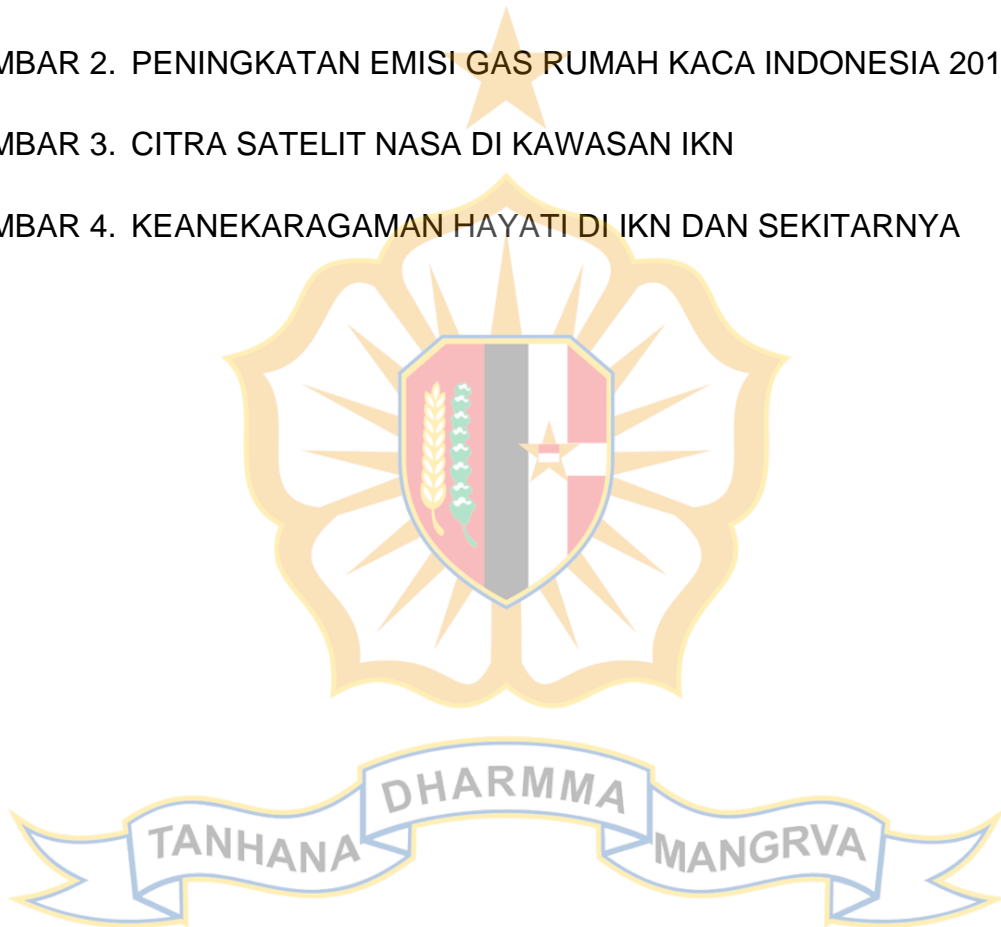 MBAR 2. PENINGKATAN EMISI GAS RUMAH KACA INDONESIA 201
MBAR 3. CITRA SATELIT NASA DI KAWASAN IKN
MBAR 4. KEANEKARAGAMAN HAYATI DI IKN DAN SEKITARNYA
TANHANA DHARMMA MANGRVA